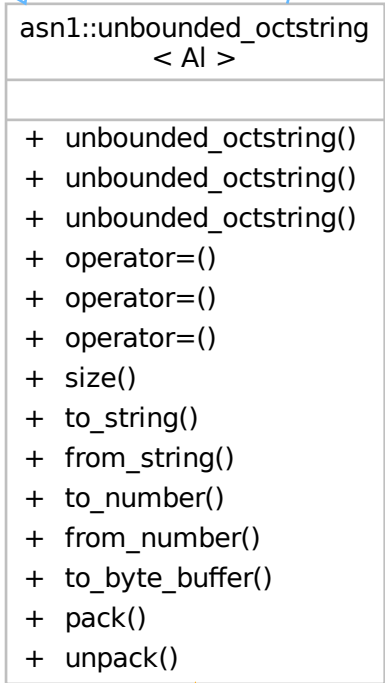 asn1::unbounded_octstring
< Al >
+ unbounded_octstring()
+ unbounded_octstring()
+ unbounded_octstring()
+ operator=()
+ operator=()
+ operator=()
+ size()
+ to_string()
+ from_string()
+ to_number()
+ from_number()
+ to_byte_buffer()
+ pack()
+ unpack()